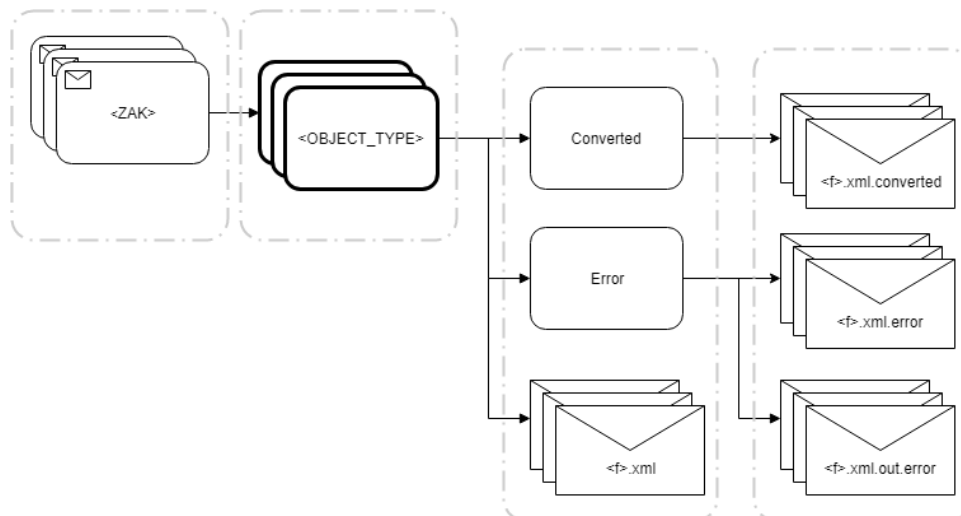 <ZAK>
<OBJECT_TYPE>
Converted
<f>.xml.converted
Error
<f>.xml.error
<f>.xml
<f>.xml.out.error